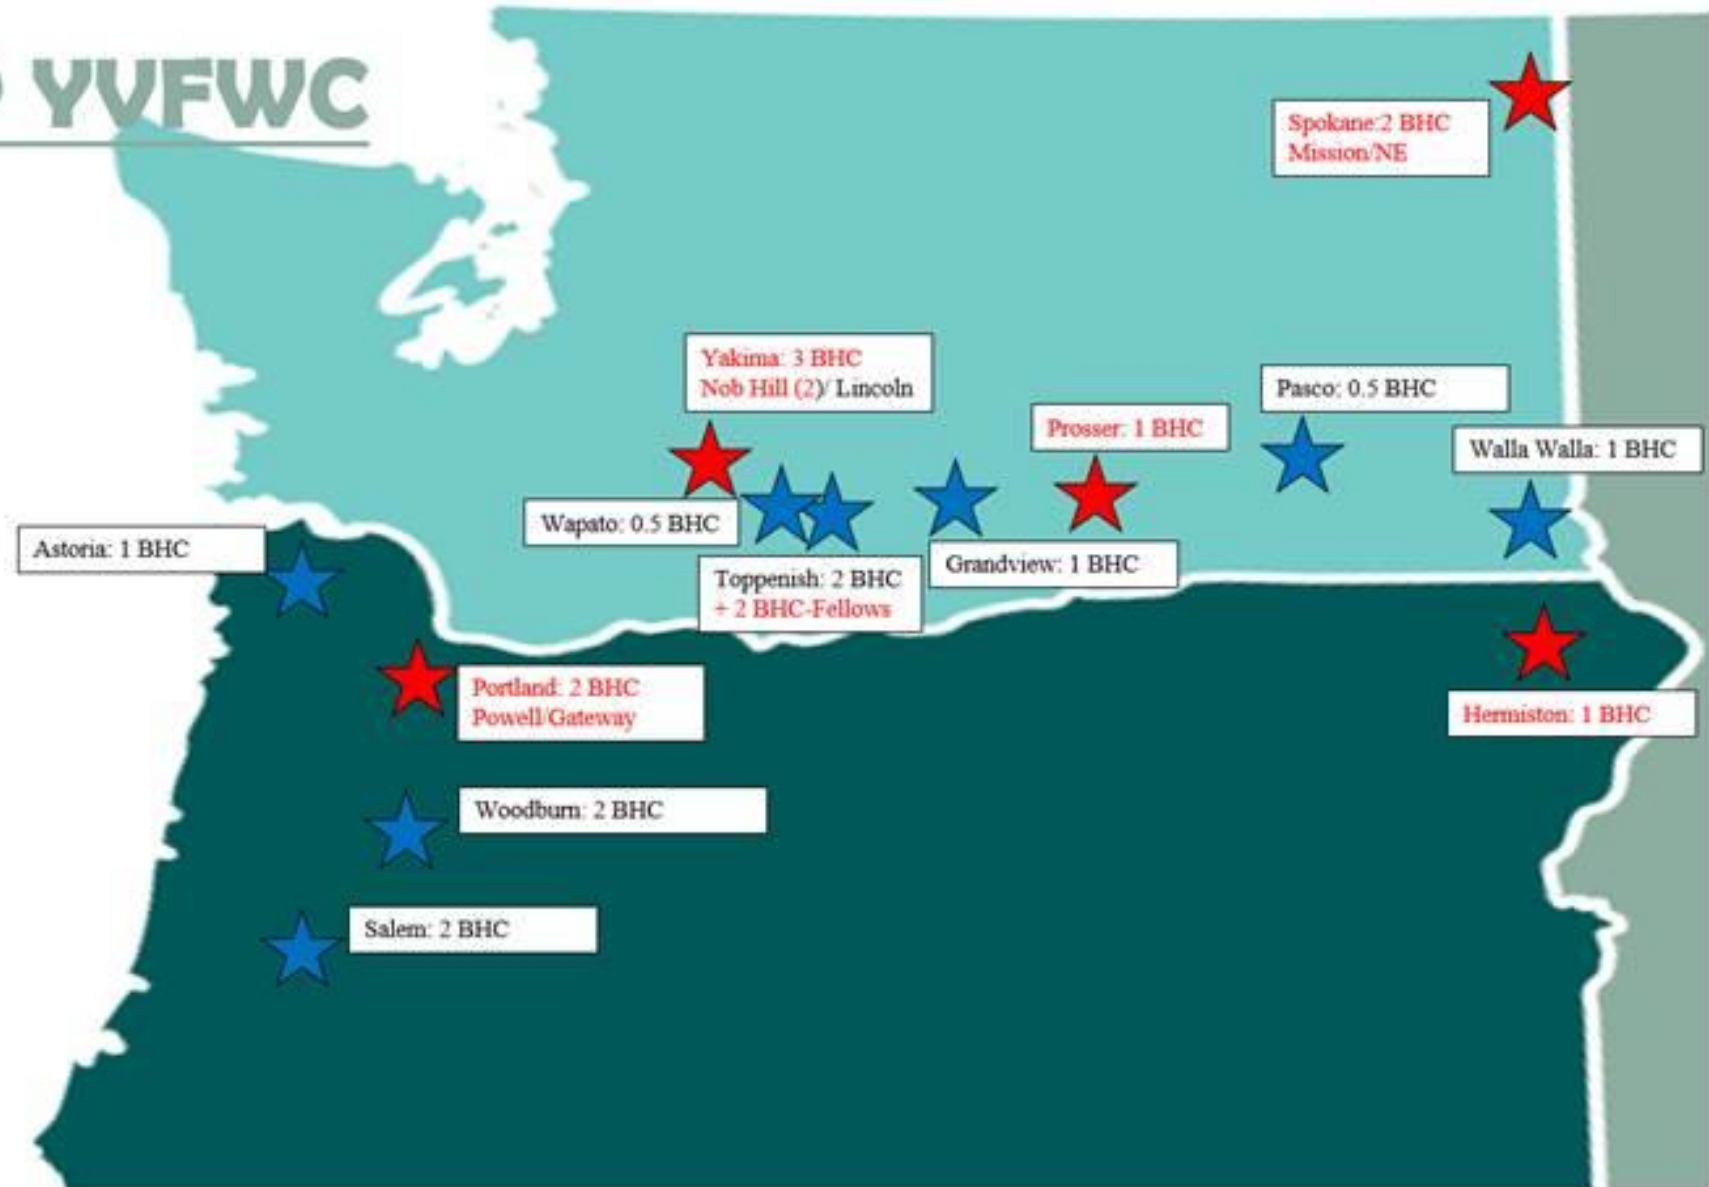 YVFWC
Spokane:2 BHC
Mission/NE
Yakima: 3 BHC
Nob Hill (2)/ Lincoln
Pasco: 0.5 BHC
Prosser: 1 BHC
Walla Walla: 1 BHC
Wapato: 0.5 BHC
Astoria: 1 BHC
Grandview: 1 BHC
Toppenish: 2 BHC
+ 2 BHC-Fellows
Portland: 2 BHC
Powell/Gateway
Hermiston: 1 BHC
Woodburn: 2 BHC
Salem: 2 BHC